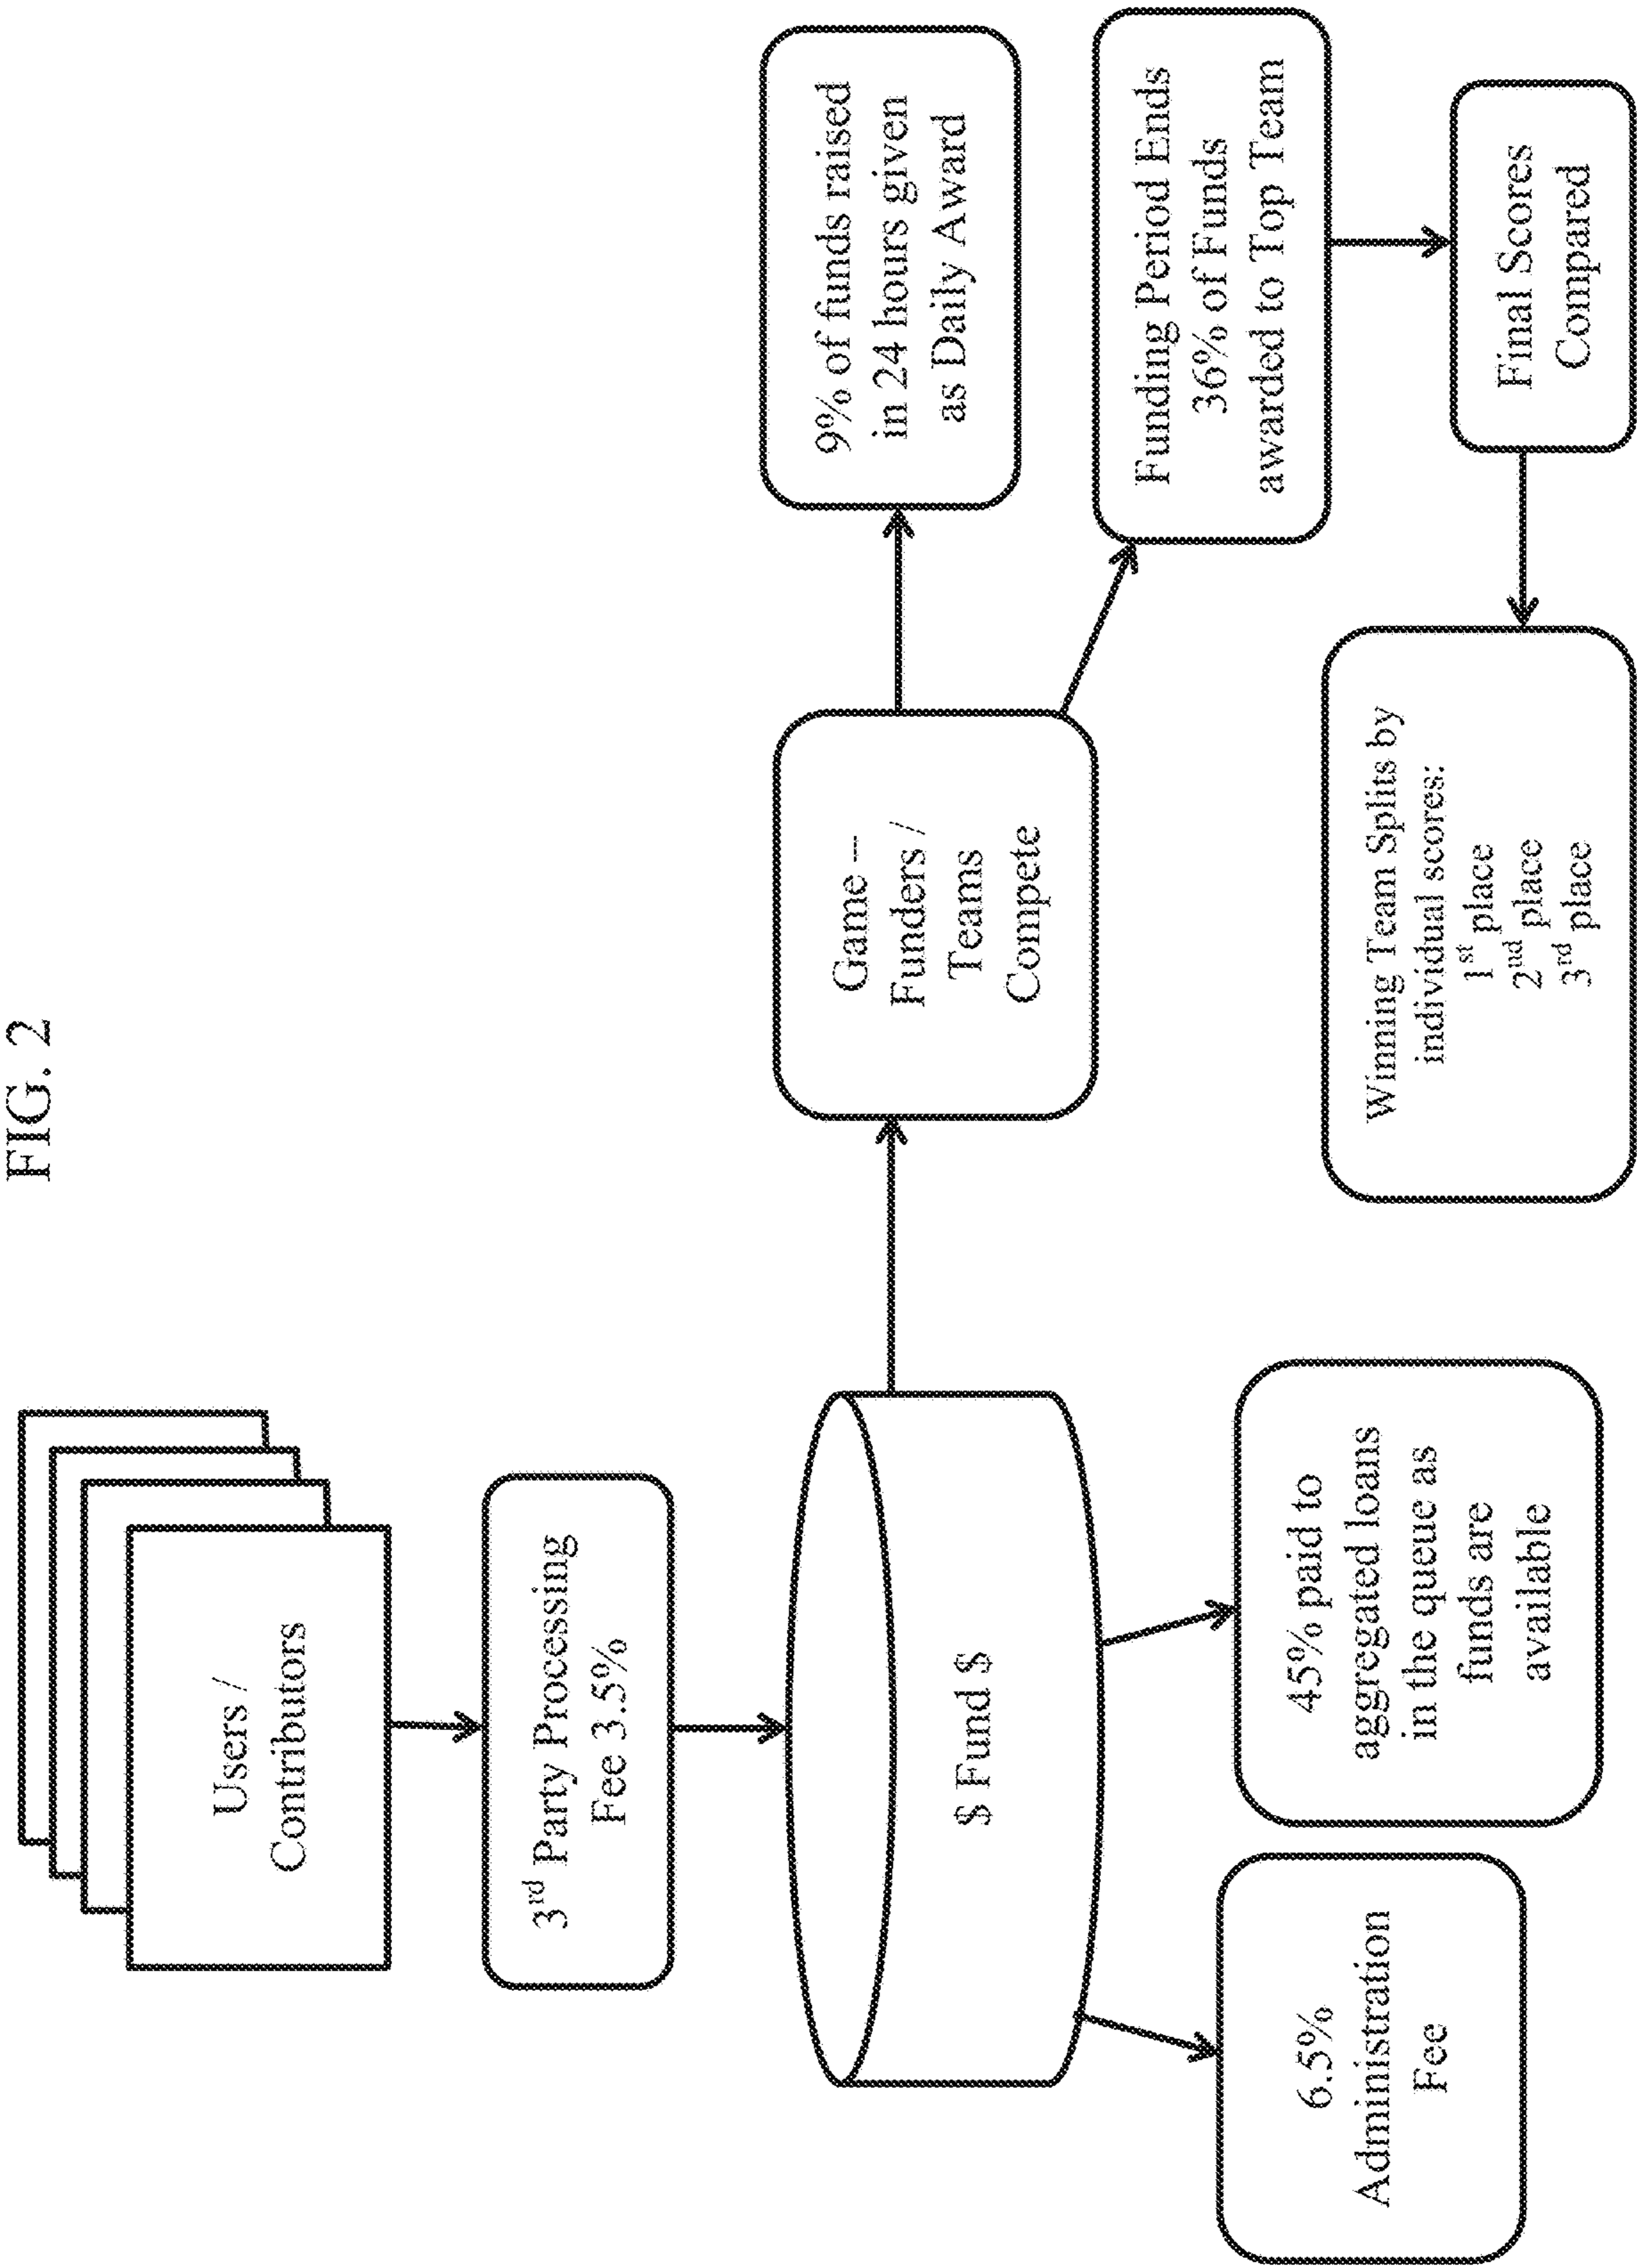 FIG. 2
Users /
Contributors
3rd Party Processing
Fee 3.5%
$ Fund $
6.5%
Administration
Fee
45% paid to
aggregated loans
in the queue as
funds are
available
Game –
Funders /
Teams
Compete
9% of funds raised
in 24 hours given
as Daily Award
Funding Period Ends
36% of Funds
awarded to Top Team
Final Scores
Compared
Winning Team Splits by
individual scores:
1st place
2nd place
3rd place